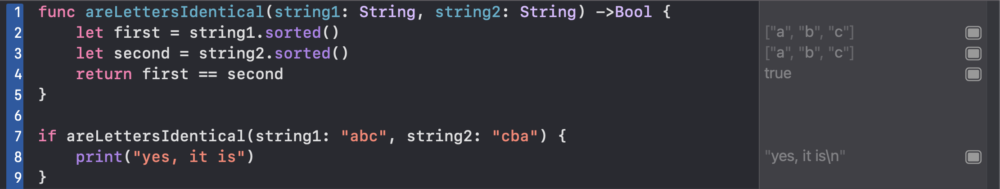 1 func areLettersIdentical(string1: String, string2: String) ->Bool {
2     let first = string1.sorted() ["a", "b", "c"]
3     let second = string2.sorted() ["a", "b", "c"]
4     return first == second true
5 }
6
7 if areLettersIdentical(string1: "abc", string2: "cba") {
8     print("yes, it is") "yes, it is\n"
9 }